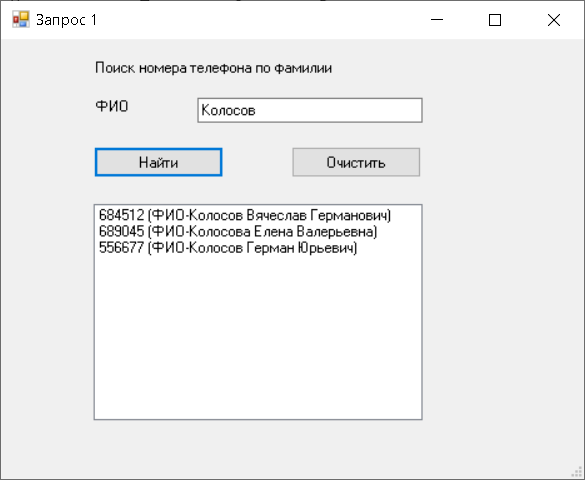 Запрос 1
Поиск номера телефона по фамилии
ФИО
Колосов
Найти
Очистить
684512 (ФИО-Колосов Вячеслав Германович)
689045 (ФИО-Колосова Елена Валерьевна)
556677 (ФИО-Колосов Герман Юрьевич)